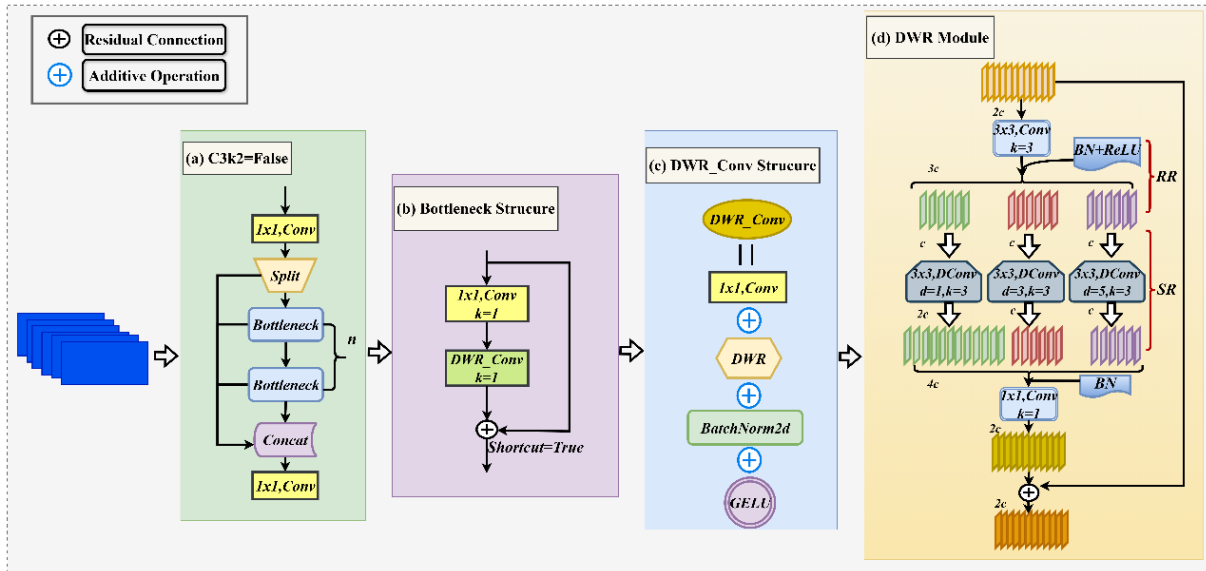 Residual Connection
Additive Operation
(a) C3k2=False
1x1,Conv
Split
Bottleneck
n
Bottleneck
Concat
1x1,Conv
(b) Bottleneck Strucure
1x1,Conv
k=1
DWR_Conv
k=1
Shortcut=True
(c) DWR_Conv Strucure
DWR_Conv
1x1,Conv
DWR
BatchNorm2d
GELU
(d) DWR Module
2c
3x3,Conv
k=3
BN+ReLU
RR
3c
c
c
c
3x3,DConv
d=1,k=3
3x3,DConv
d=3,k=3
3x3,DConv
d=5,k=3
SR
2c
c
c
4c
BN
1x1,Conv
k=1
2c
2c